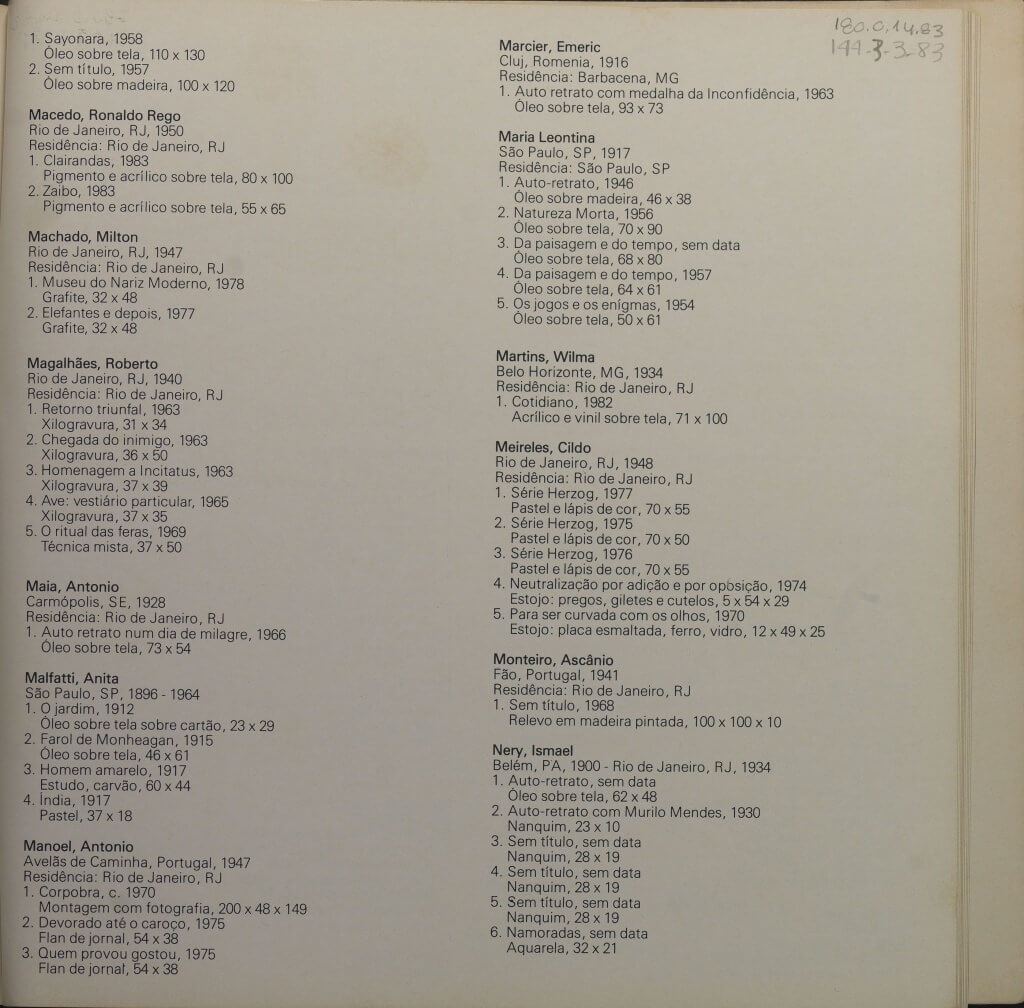 1. Sayonara, 1958
Óleo sobre tela, 110 x 130
2. Sem título, 1957
Óleo sobre madeira, 100 x 120
Macedo, Ronaldo Rego
Rio de Janeiro, RJ, 1950
Residência: Rio de Janeiro, RJ
1. Clairandas, 1983
Pigmento e acrílico sobre tela, 80 x 100
2. Zaibo, 1983
Pigmento e acrílico sobre tela, 55 x 65
Machado, Milton
Rio de Janeiro, RJ, 1947
Residência: Rio de Janeiro, RJ
1. Museu do Nariz Moderno, 1978
Grafite, 32 x 48
2. Elefantes e depois, 1977
Grafite, 32 x 48
Magalhães, Roberto
Rio de Janeiro, RJ, 1940
Residência: Rio de Janeiro, RJ
1. Retorno triunfal, 1963
Xilogravura, 31 x 34
2. Chegada do inimigo, 1963
Xilogravura, 36 x 50
3. Homenagem a Incitatus, 1963
Xilogravura, 37 x 39
4. Ave: vestiário particular, 1965
Xilogravura, 37 x 35
5. O ritual das feras, 1969
Técnica mista, 37 x 50
Maia, Antonio
Carmópolis, SE, 1928
Residência: Rio de Janeiro, RJ
1. Auto retrato num dia de milagre, 1966
Óleo sobre tela, 73 x 54
Malfatti, Anita
São Paulo, SP, 1896 - 1964
1. O jardim, 1912
Óleo sobre tela sobre cartão, 23 x 29
2. Farol de Monheagan, 1915
Óleo sobre tela, 46 x 61
3. Homem amarelo, 1917
Estudo, carvão, 60 x 44
4. Índia, 1917
Pastel, 37 x 18
Manoel, Antonio
Avelãs de Caminha, Portugal, 1947
Residência: Rio de Janeiro, RJ
1. Corpobra, c. 1970
Montagem com fotografia, 200 x 48 x 149
2. Devorado até o caroço, 1975
Flan de jornal, 54 x 38
3. Quem provou gostou, 1975
Flan de jornal, 54 x 38
180.0.14.83
144-3-3-83
Marcier, Emeric
Cluj, Romenia, 1916
Residência: Barbacena, MG
1. Auto retrato com medalha da Inconfidência, 1963
Óleo sobre tela, 93 x 73
Maria Leontina
São Paulo, SP, 1917
Residência: São Paulo, SP
1. Auto-retrato, 1946
Óleo sobre madeira, 46 x 38
2. Natureza Morta, 1956
Óleo sobre tela, 70 x 90
3. Da paisagem e do tempo, sem data
Óleo sobre tela, 68 x 80
4. Da paisagem e do tempo, 1957
Óleo sobre tela, 64 x 61
5. Os jogos e os enígmas, 1954
Óleo sobre tela, 50 x 61
Martins, Wilma
Belo Horizonte, MG, 1934
Residência: Rio de Janeiro, RJ
1. Cotidiano, 1982
Acrílico e vinil sobre tela, 71 x 100
Meireles, Cildo
Rio de Janeiro, RJ, 1948
Residência: Rio de Janeiro, RJ
1. Série Herzog, 1977
Pastel e lápis de cor, 70 x 55
2. Série Herzog, 1975
Pastel e lápis de cor, 70 x 50
3. Série Herzog, 1976
Pastel e lápis de cor, 70 x 55
4. Neutralização por adição e por oposição, 1974
Estojo: pregos, giletes e cutelos, 5 x 54 x 29
5. Para ser curvada com os olhos, 1970
Estojo: placa esmaltada, ferro, vidro, 12 x 49 x 25
Monteiro, Ascânio
Fão, Portugal, 1941
Residência: Rio de Janeiro, RJ
1. Sem título, 1968
Relevo em madeira pintada, 100 x 100 x 10
Nery, Ismael
Belém, PA, 1900 - Rio de Janeiro, RJ, 1934
1. Auto-retrato, sem data
Óleo sobre tela, 62 x 48
2. Auto-retrato com Murilo Mendes, 1930
Nanquim, 23 x 10
3. Sem título, sem data
Nanquim, 28 x 19
4. Sem título, sem data
Nanquim, 28 x 19
5. Sem título, sem data
Nanquim, 28 x 19
6. Namoradas, sem data
Aquarela, 32 x 21